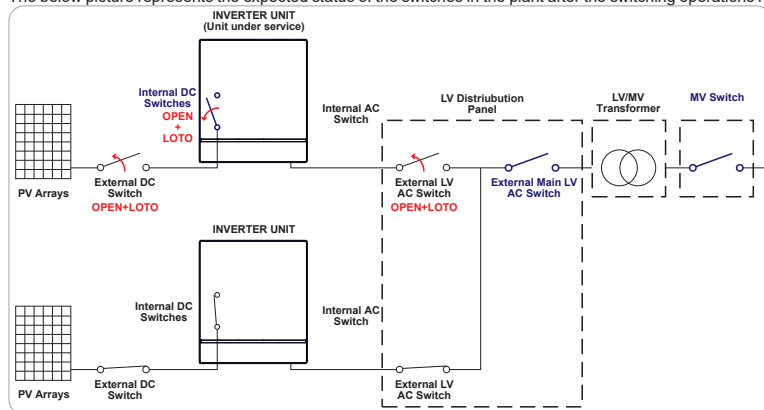 The below picture represents the expected status of the switches in the plant after the switching operations
INVERTER UNIT
(Unit under service)
Internal DC
Switches
OPEN
+
LOTO
Internal AC
Switch
LV Distriubution
Panel
LV/MV
Transformer
MV Switch
PV Arrays
External DC
Switch
OPEN+LOTO
External LV
AC Switch
OPEN+LOTO
External Main LV
AC Switch
INVERTER UNIT
Internal DC
Switches
Internal AC
Switch
PV Arrays
External DC
Switch
External LV
AC Switch